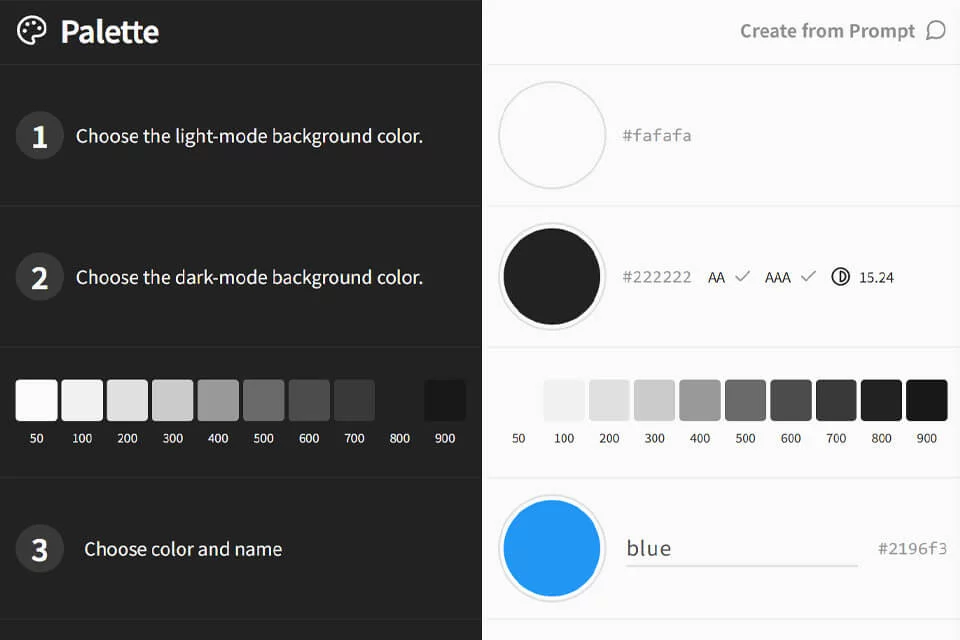 Palette
Create from Prompt
1 Choose the light-mode background color.
#fafafa
2 Choose the dark-mode background color.
#222222 AA AAA 15.24
50 100 200 300 400 500 600 700 800 900
50 100 200 300 400 500 600 700 800 900
3 Choose color and name
blue #2196f3